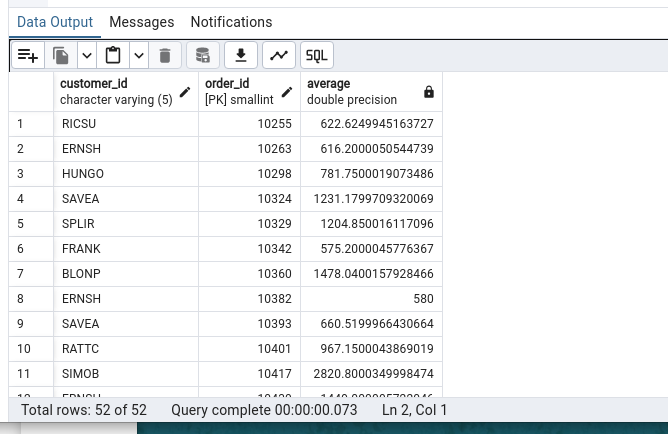 Data Output Messages Notifications
SQL
customer_id order_id average
character varying (5) [PK] smallint double precision
1 RICSU 10255 622.6249945163727
2 ERNSH 10263 616.2000050544739
3 HUNGO 10298 781.7500019073486
4 SAVEA 10324 1231.1799709320069
5 SPLIR 10329 1204.850016117096
6 FRANK 10342 575.2000045776367
7 BLONP 10360 1478.0400157928466
8 ERNSH 10382 580
9 SAVEA 10393 660.5199966430664
10 RATTC 10401 967.1500043869019
11 SIMOB 10417 2820.8000349998474
Total rows: 52 of 52 Query complete 00:00:00.073 Ln 2, Col 1